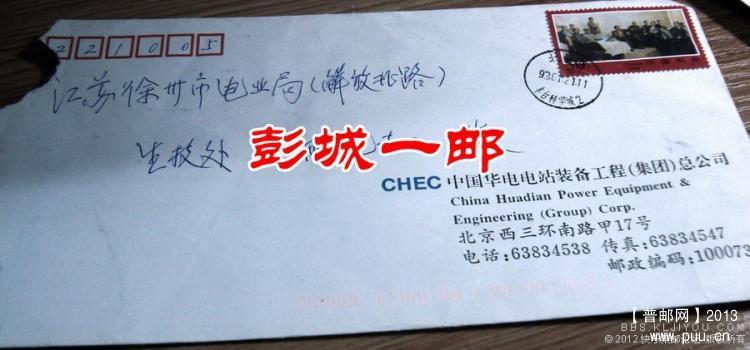 221005
江苏徐州市电业局(解放北路)
生技处
彭城一邮
CHEC 中国华电电站装备工程(集团)总公司
China Huadian Power Equipment &
Engineering (Group) Corp.
北京西三环南路甲17号
电话:63834538 传真:63834547
邮政编码:100073
【普邮网】2013
BBS.KLJIYOU.COM
www.puu.cn